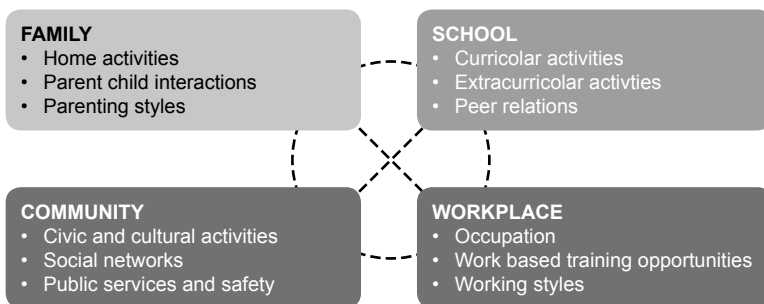 FAMILY
• Home activities
• Parent child interactions
• Parenting styles
SCHOOL
• Curricolar activities
• Extracurricolar activties
• Peer relations
COMMUNITY
• Civic and cultural activities
• Social networks
• Public services and safety
WORKPLACE
• Occupation
• Work based training opportunities
• Working styles